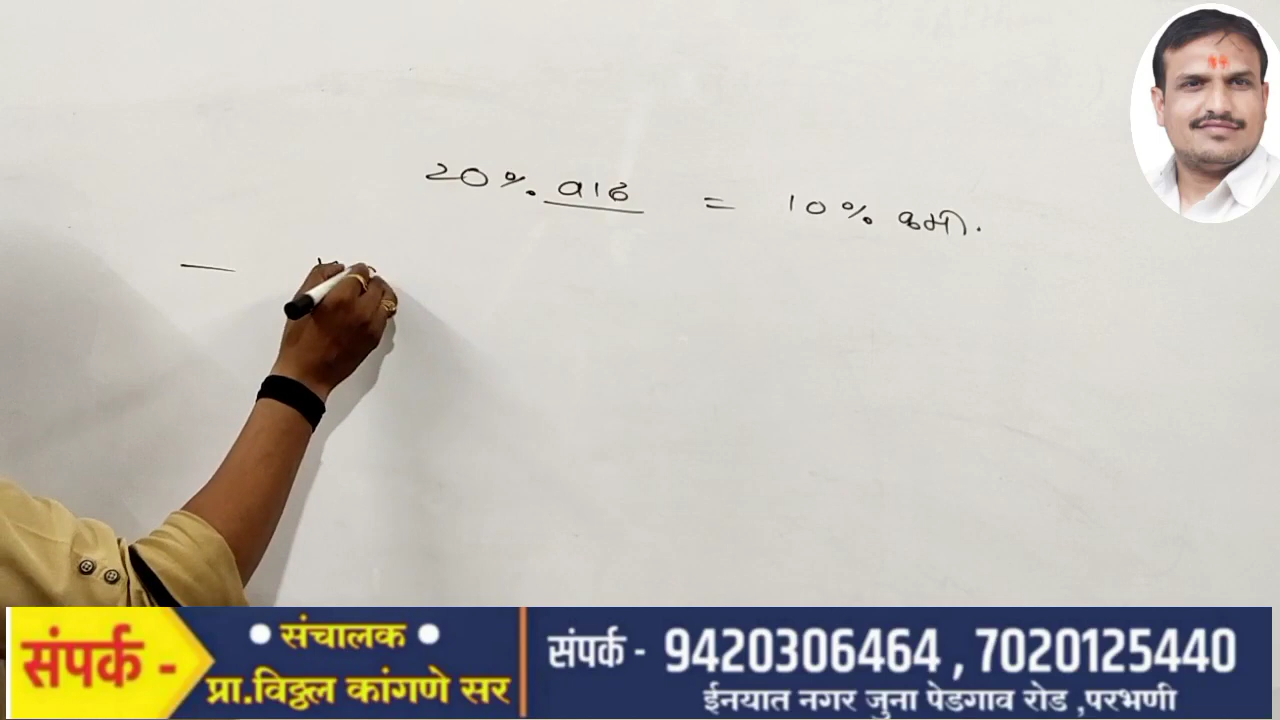 20% वाढ = 10% कमी.
—
संपर्क -
• संचालक •
प्रा.विठ्ठल कांगणे सर
संपर्क - 9420306464 , 7020125440
ईनयात नगर जुना पेडगाव रोड ,परभणी